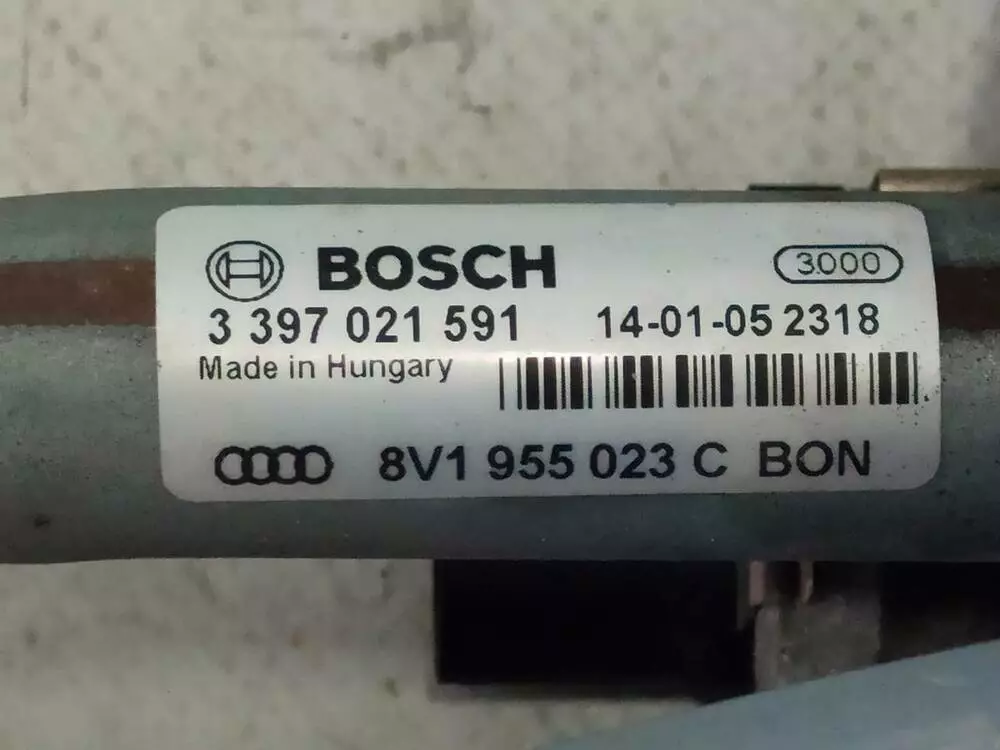 BOSCH 3000
3 397 021 591 14-01-05 2318
Made in Hungary
8V1 955 023 C BON